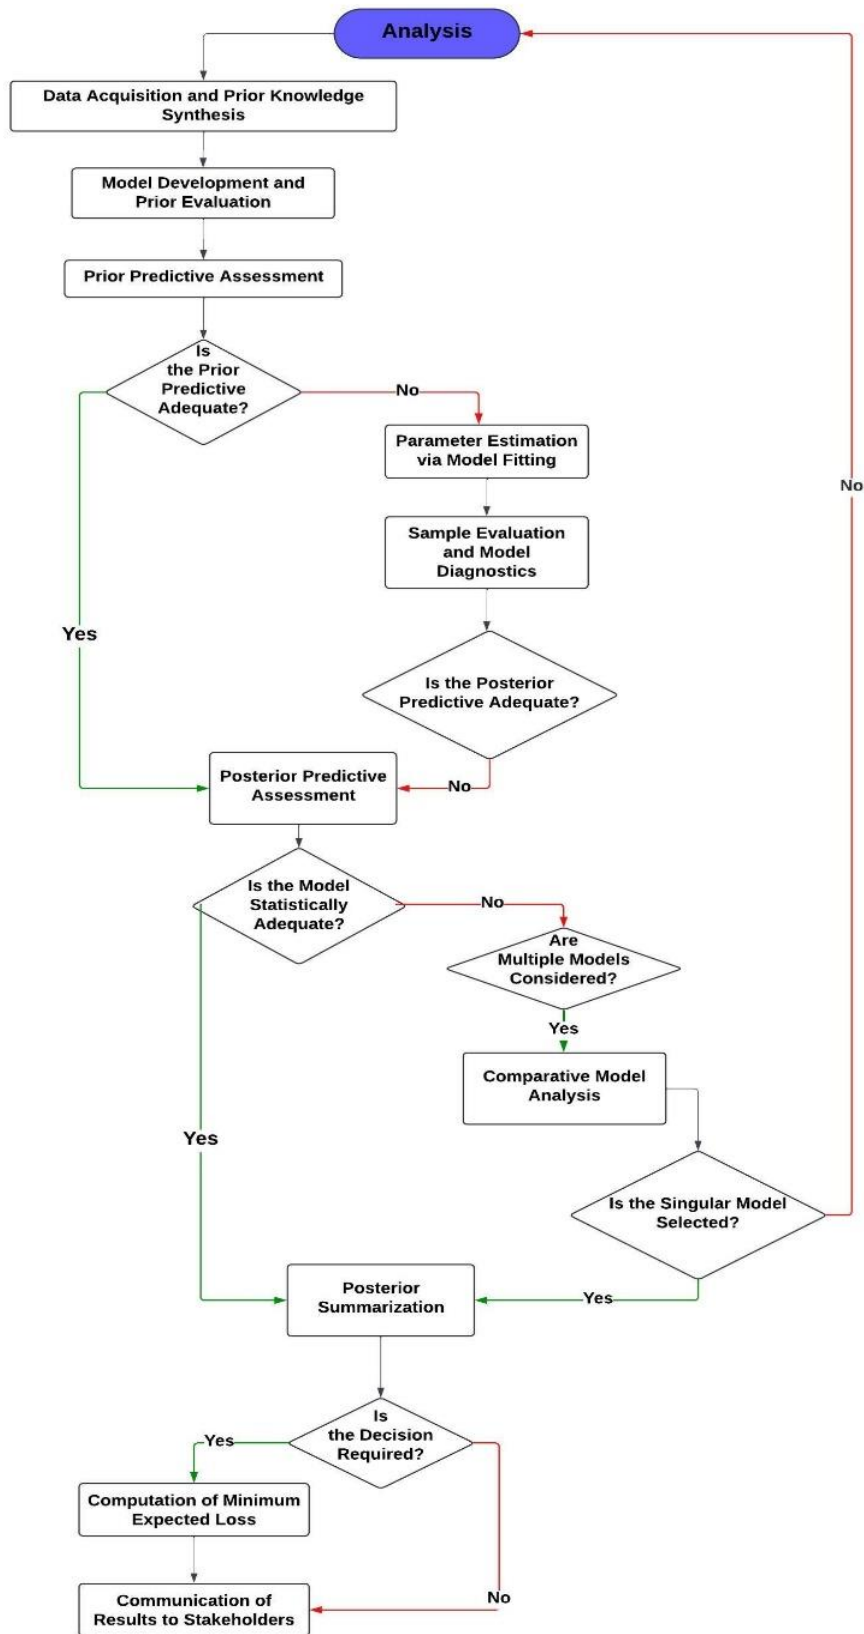 Analysis
Data Acquisition and Prior Knowledge
Synthesis
Model Development and
Prior Evaluation
Prior Predictive Assessment
Is
the Prior
Predictive
Adequate?
No
Parameter Estimation
via Model Fitting
No
Sample Evaluation
and Model
Diagnostics
Yes
Is the Posterior
Predictive Adequate?
Posterior Predictive
Assessment
No
Is the Model
Statistically
Adequate?
No
Are
Multiple Models
Considered?
Yes
Comparative Model
Analysis
Yes
Is the Singular Model
Selected?
Posterior
Summarization
Yes
Is
the Decision
Required?
Yes
Computation of Minimum
Expected Loss
No
Communication of
Results to Stakeholders